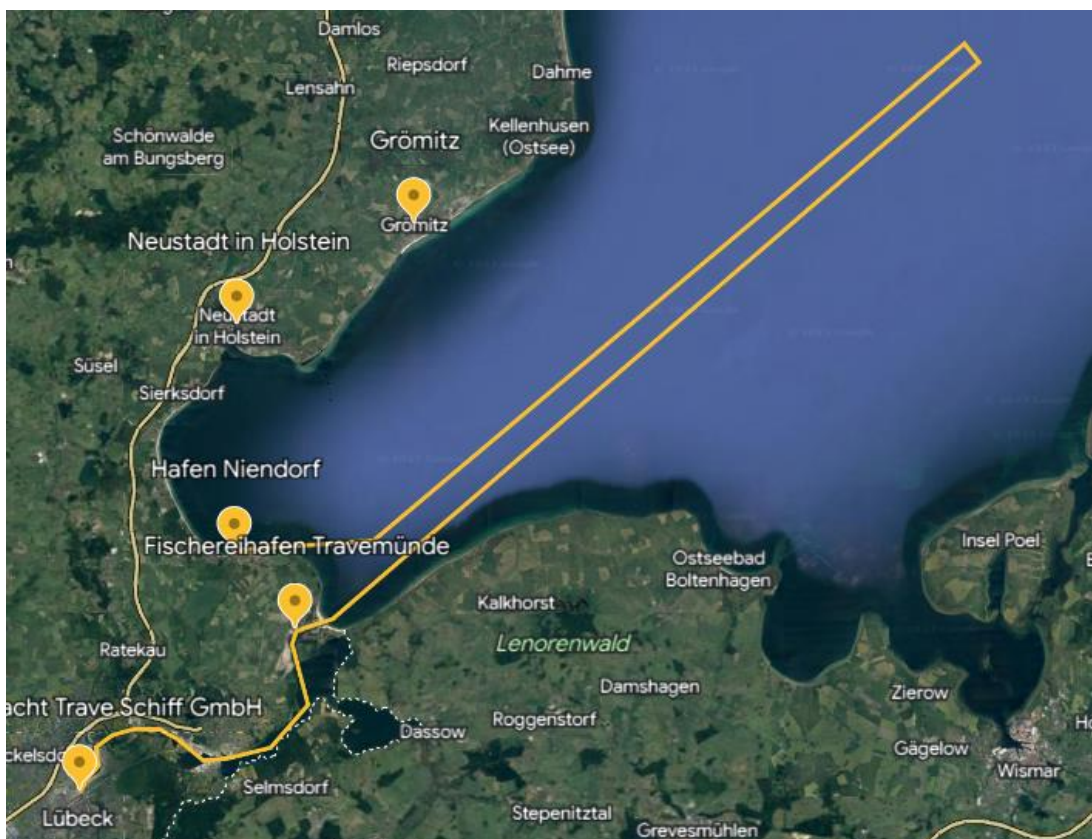 Damlos
Riepsdorf
Dahme
Lensahn
Schönwalde
am Bungsberg
Grömitz
Kellenhusen
(Ostsee)
Grömitz
Neustadt in Holstein
n
Neustadt
in Holstein
Süsel
Sierksdorf
Hafen Niendorf
Fischereihafen Travemünde
Ostseebad
Boltenhagen
Insel Poel
Kalkhorst
Lenorenwald
Ratekau
Damshagen
Zierow
acht Trave Schiff GmbH
Roggenstorf
Dassow
Gägelow
Ho
ckelsdo
Selmsdorf
Wismar
Lübeck
Stepenitztal
Grevesmühlen